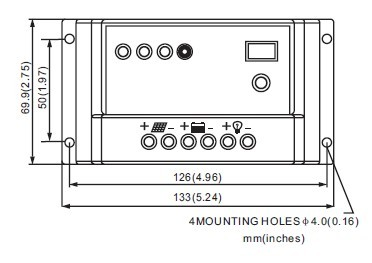 69.9(2.75)
50(1.97)
+ – + – + –
126(4.96)
133(5.24)
4MOUNTING HOLES ϕ4.0(0.16)
mm(inches)